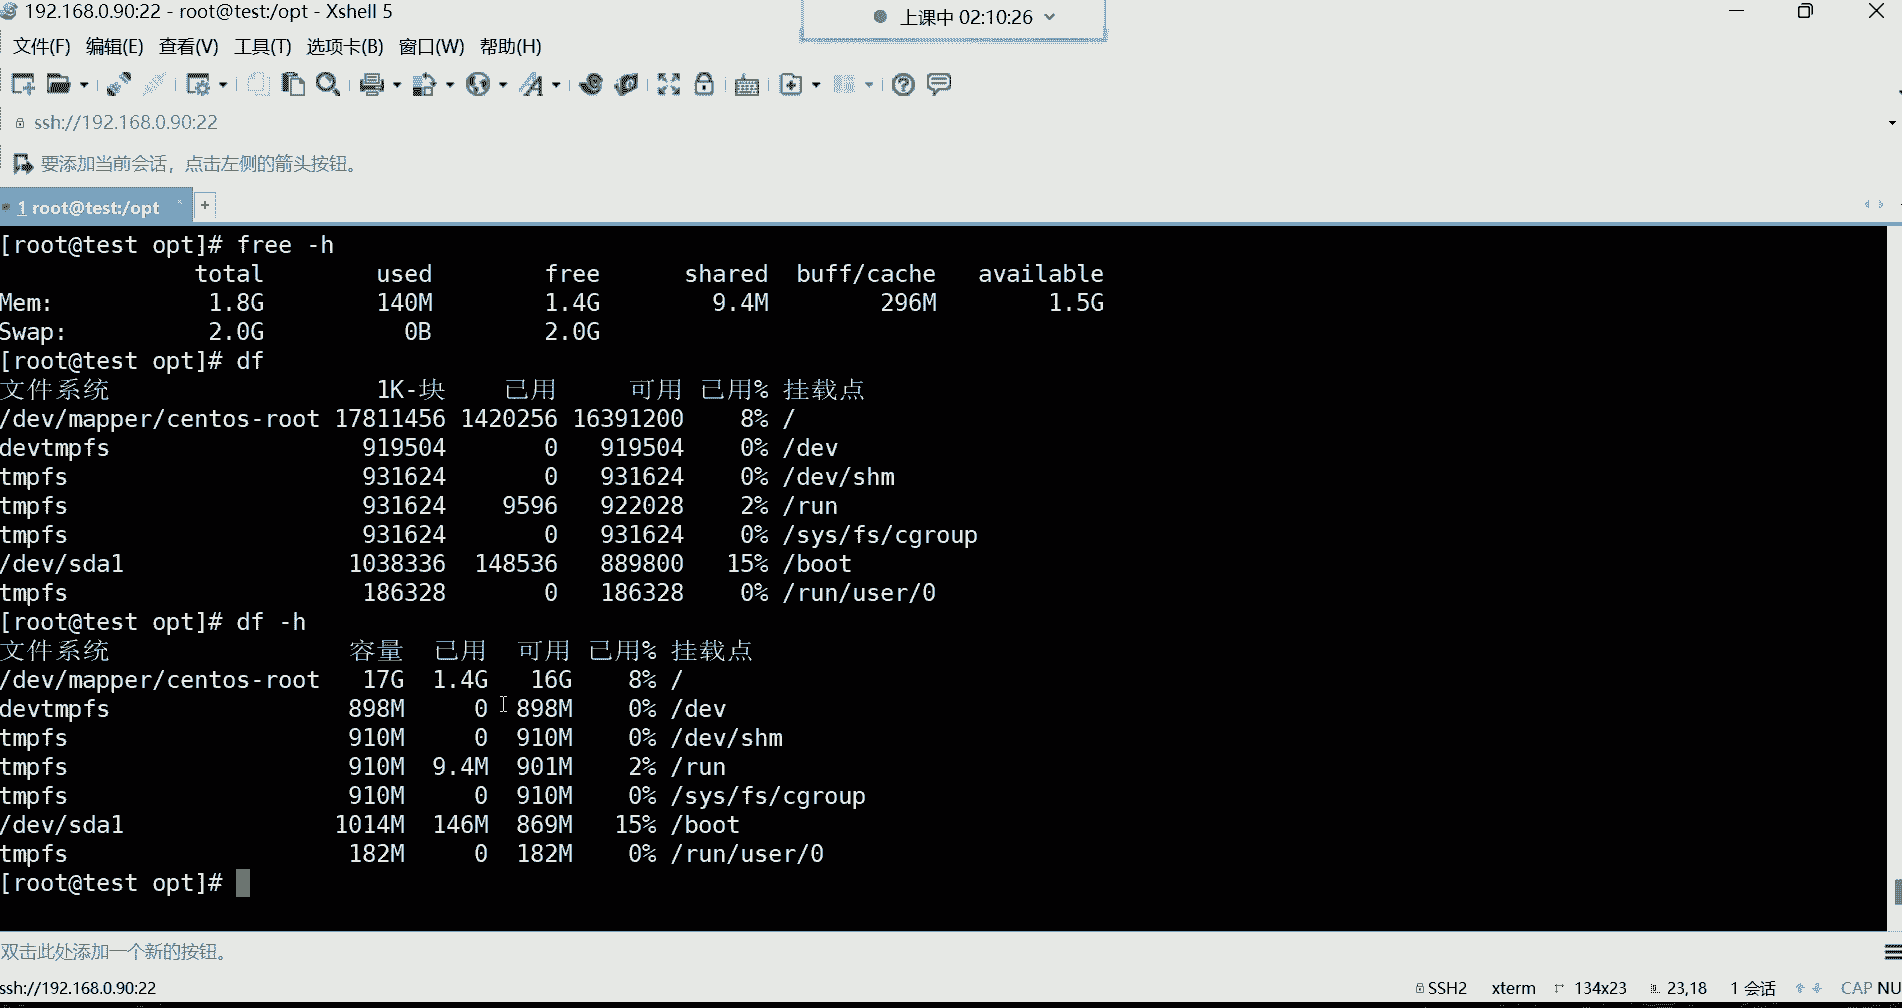 192.168.0.90:22 - root@test:/opt - Xshell 5
上课中 02:10:26
文件(F) 编辑(E) 查看(V) 工具(T) 选项卡(B) 窗口(W) 帮助(H)
ssh://192.168.0.90:22
要添加当前会话，点击左侧的箭头按钮。
1 root@test:/opt × +
[root@test opt]# free -h
total used free shared buff/cache available
Mem: 1.8G 140M 1.4G 9.4M 296M 1.5G
Swap: 2.0G 0B 2.0G
[root@test opt]# df
文件系统 1K-块 已用 可用 已用% 挂载点
/dev/mapper/centos-root 17811456 1420256 16391200 8% /
devtmpfs 919504 0 919504 0% /dev
tmpfs 931624 0 931624 0% /dev/shm
tmpfs 931624 9596 922028 2% /run
tmpfs 931624 0 931624 0% /sys/fs/cgroup
/dev/sda1 1038336 148536 889800 15% /boot
tmpfs 186328 0 186328 0% /run/user/0
[root@test opt]# df -h
文件系统 容量 已用 可用 已用% 挂载点
/dev/mapper/centos-root 17G 1.4G 16G 8% /
devtmpfs 898M 0 898M 0% /dev
tmpfs 910M 0 910M 0% /dev/shm
tmpfs 910M 9.4M 901M 2% /run
tmpfs 910M 0 910M 0% /sys/fs/cgroup
/dev/sda1 1014M 146M 869M 15% /boot
tmpfs 182M 0 182M 0% /run/user/0
[root@test opt]#
双击此处添加一个新的按钮。
ssh://192.168.0.90:22 SSH2 xterm 134x23 23,18 1 会话 CAP NU